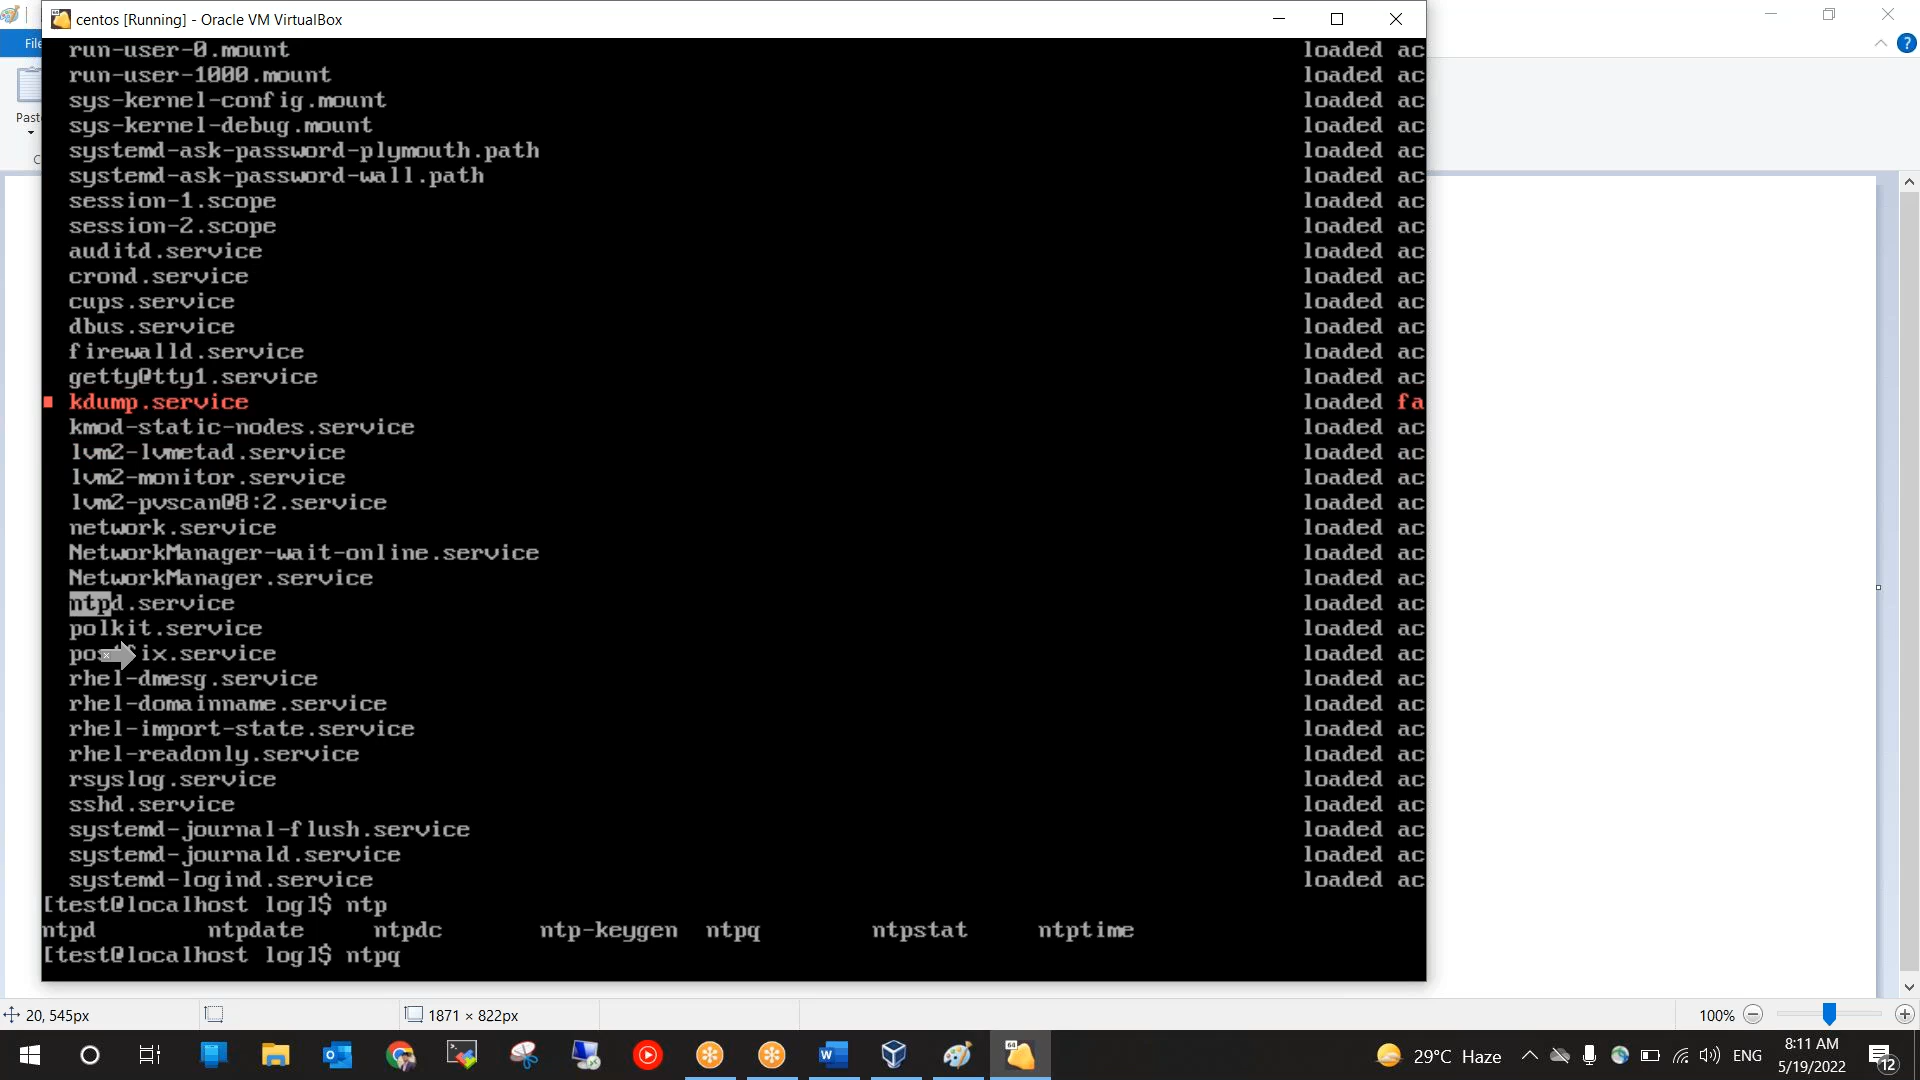 centos [Running] - Oracle VM VirtualBox
File
Paste
run-user-0.mount loaded ac
run-user-1000.mount loaded ac
sys-kernel-config.mount loaded ac
sys-kernel-debug.mount loaded ac
systemd-ask-password-plymouth.path loaded ac
systemd-ask-password-wall.path loaded ac
session-1.scope loaded ac
session-2.scope loaded ac
auditd.service loaded ac
crond.service loaded ac
cups.service loaded ac
dbus.service loaded ac
firewalld.service loaded ac
getty@tty1.service loaded ac
kdump.service loaded fa
kmod-static-nodes.service loaded ac
lvm2-lvmetad.service loaded ac
lvm2-monitor.service loaded ac
lvm2-pvscan@8:2.service loaded ac
network.service loaded ac
NetworkManager-wait-online.service loaded ac
NetworkManager.service loaded ac
ntpd.service loaded ac
polkit.service loaded ac
postfix.service loaded ac
rhel-dmesg.service loaded ac
rhel-domainname.service loaded ac
rhel-import-state.service loaded ac
rhel-readonly.service loaded ac
rsyslog.service loaded ac
sshd.service loaded ac
systemd-journal-flush.service loaded ac
systemd-journald.service loaded ac
systemd-logind.service loaded ac
[test@localhost log]$ ntp
ntpd ntpdate ntpdc ntp-keygen ntpq ntpstat ntptime
[test@localhost log]$ ntpq
20, 545px 1871 × 822px 100%
29°C Haze ENG 8:11 AM 12
5/19/2022